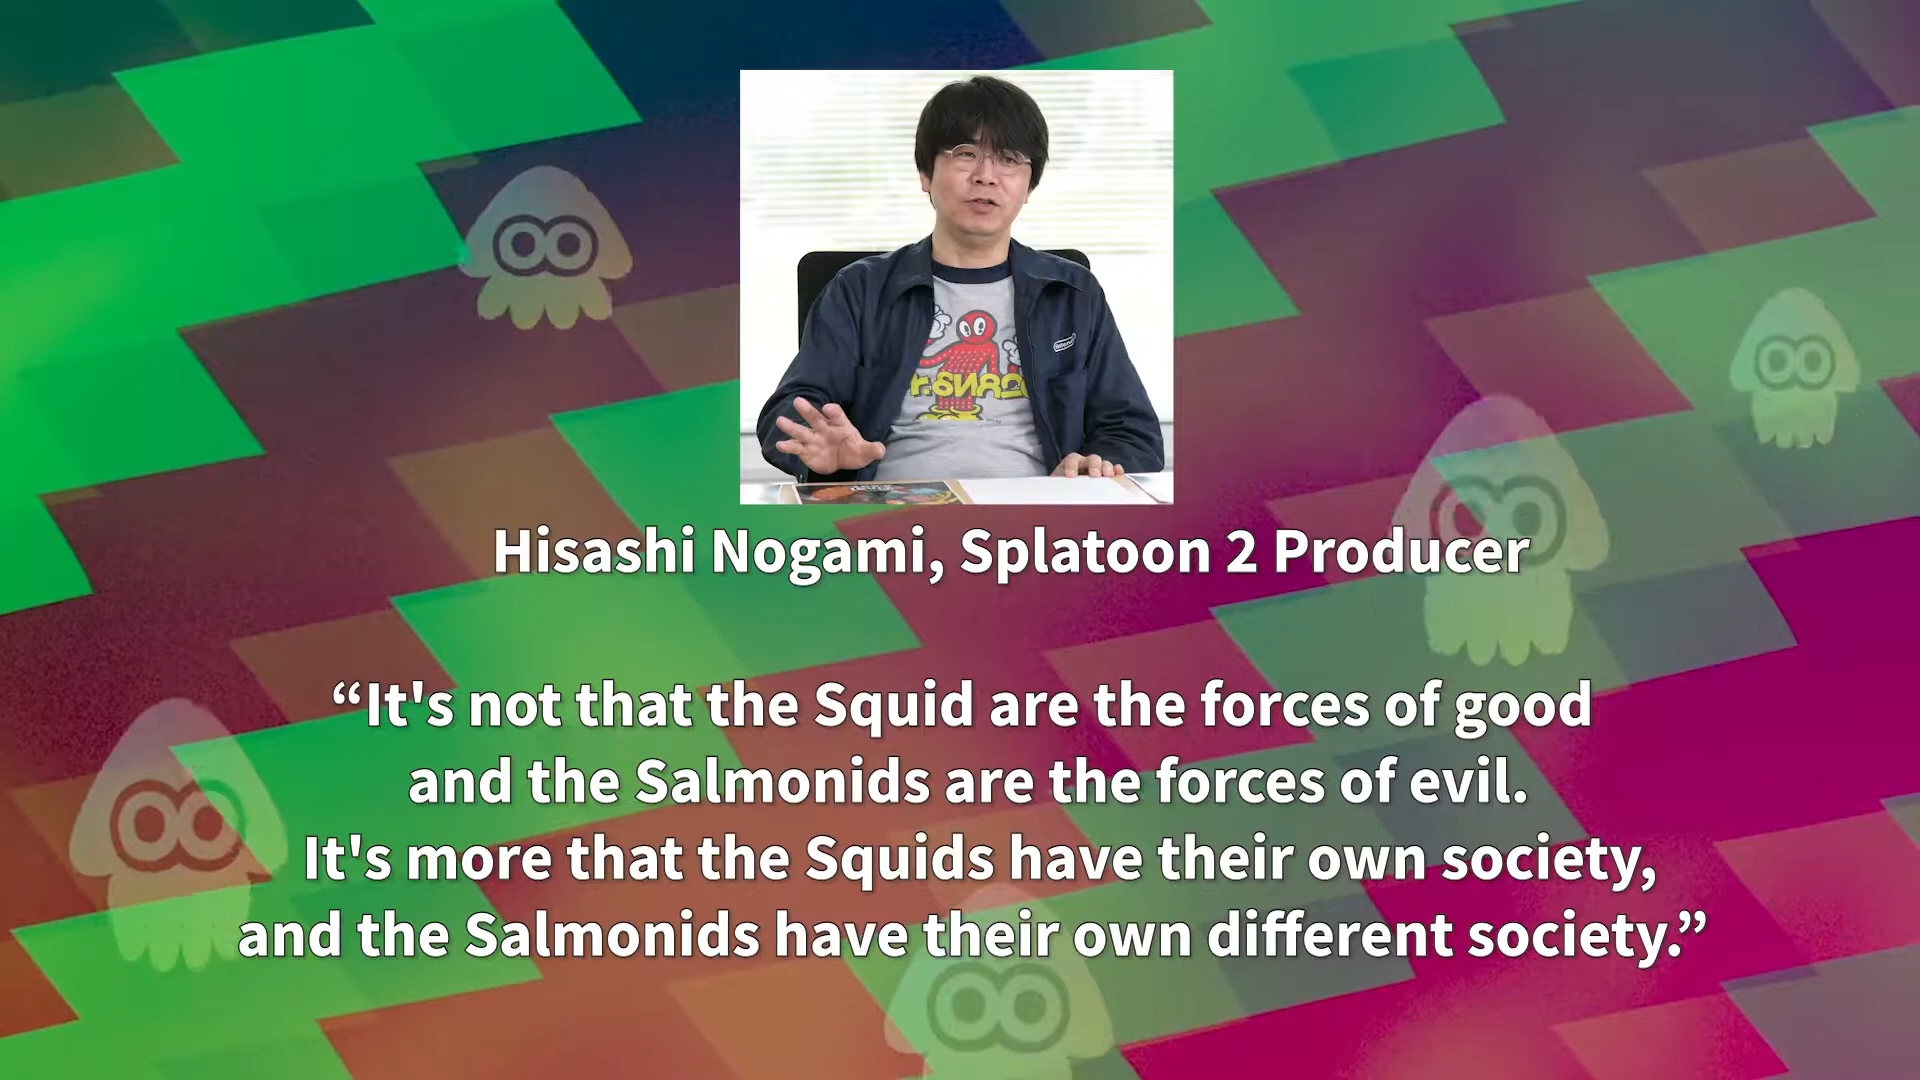 Hisashi Nogami, Splatoon 2 Producer
“It's not that the Squid are the forces of good
and the Salmonids are the forces of evil.
It's more that the Squids have their own society,
and the Salmonids have their own different society.”